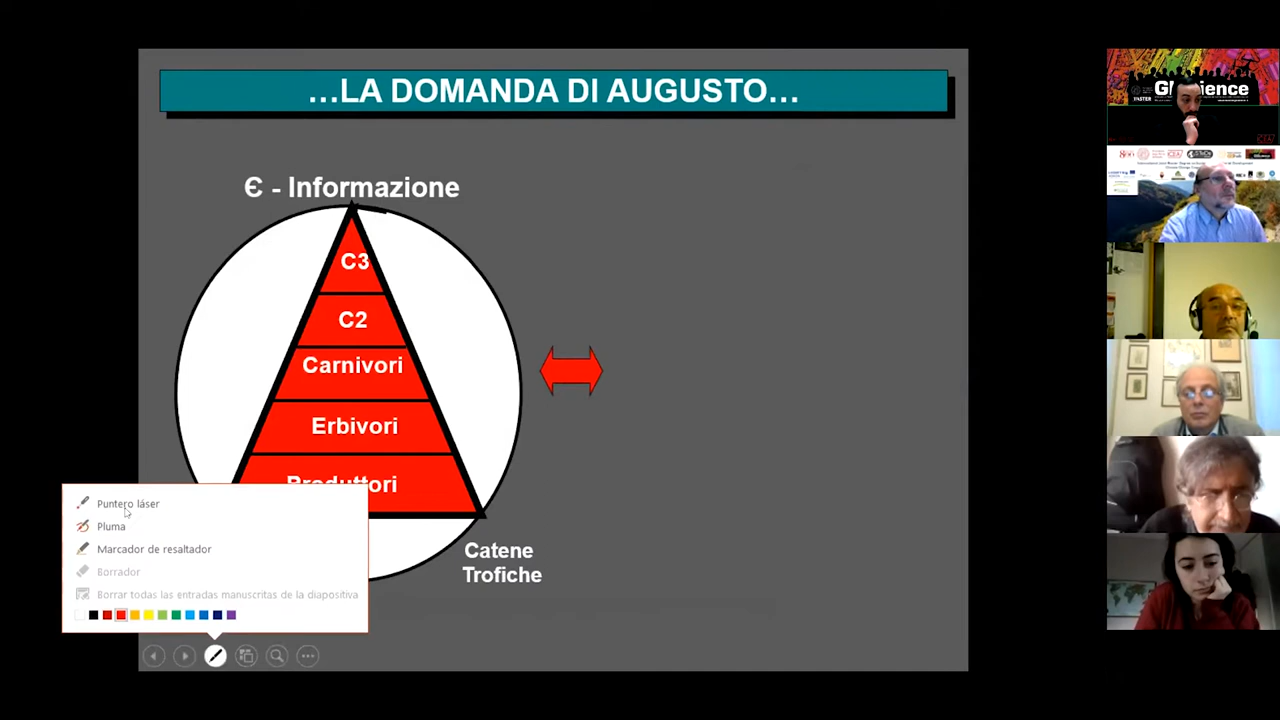 ...LA DOMANDA DI AUGUSTO...
Є - Informazione
C3
C2
Carnivori
Erbivori
Produttori
Catene
Trofiche
Puntero láser
Pluma
Marcador de resaltador
Borrador
Borrar todas las entradas manuscritas de la diapositiva